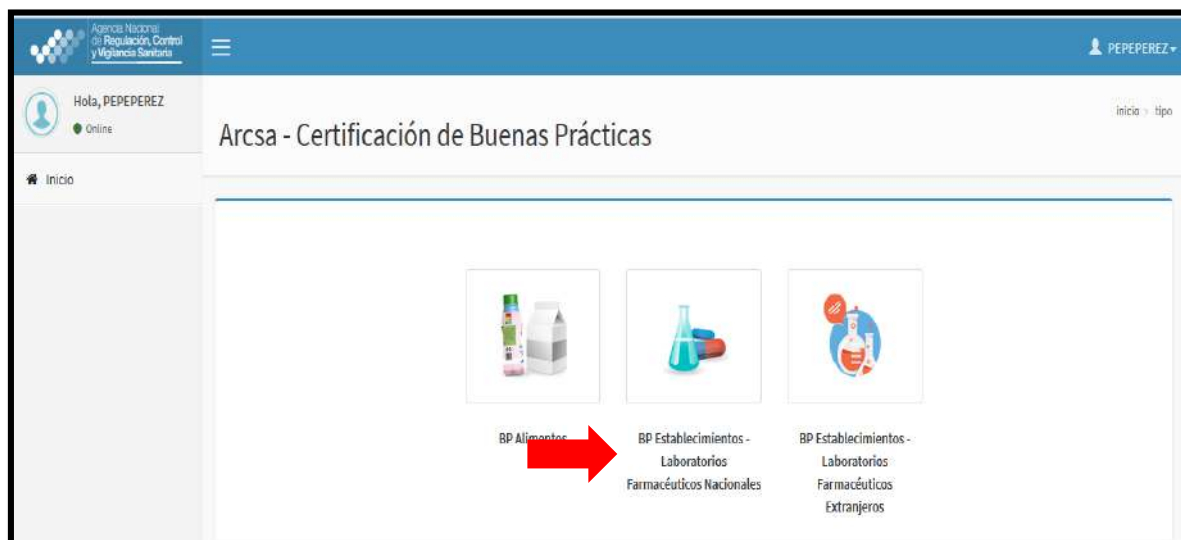 Agencia Nacional
de Regulación, Control
y Vigilancia Sanitaria
PEPEPEREZ
Hola, PEPEPEREZ
Online
Inicio
Arcsa - Certificación de Buenas Prácticas
inicio > tipo
BP Alimentos
BP Establecimientos -
Laboratorios
Farmacéuticos Nacionales
BP Establecimientos -
Laboratorios
Farmacéuticos
Extranjeros